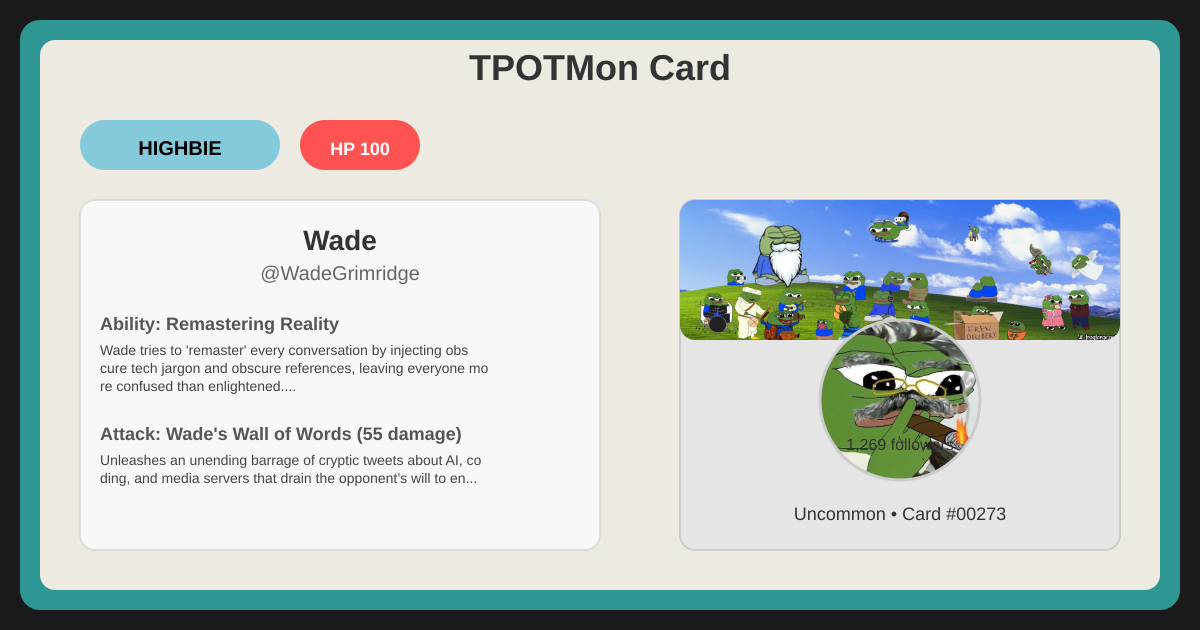 TPOTMon Card
HIGHBIE
HP 100
Wade
@WadeGrimridge
Ability: Remastering Reality
Wade tries to 'remaster' every conversation by injecting obs
cure tech jargon and obscure references, leaving everyone mo
re confused than enlightened....
Attack: Wade's Wall of Words (55 damage)
Unleashes an unending barrage of cryptic tweets about AI, co
ding, and media servers that drain the opponent's will to en...
1,269 followers
Uncommon • Card #00273